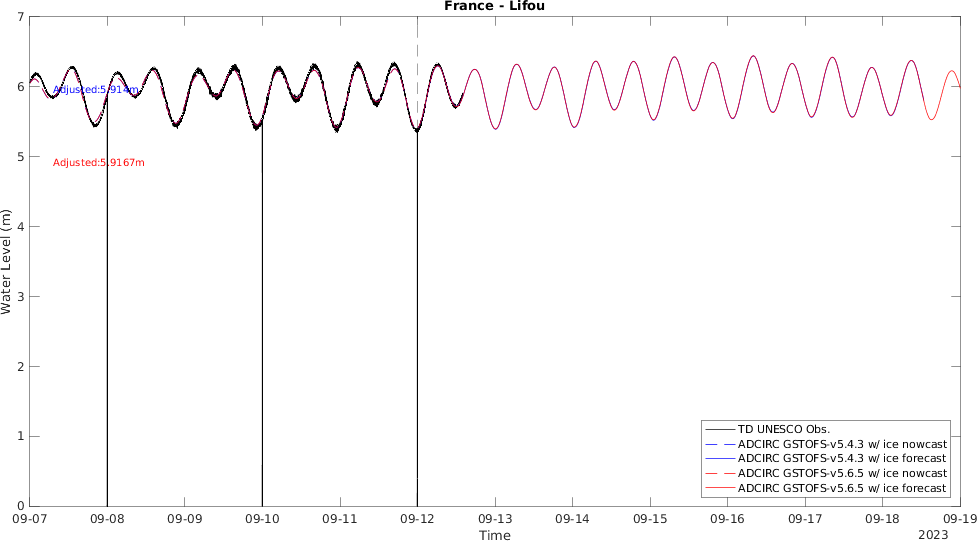 France - Lifou
7
6
5
4
3
2
1
0
Water Level (m)
Adjusted:5.914m
Adjusted:5.9167m
TD UNESCO Obs.
ADCIRC GSTOFS-v5.4.3 w/ ice nowcast
ADCIRC GSTOFS-v5.4.3 w/ ice forecast
ADCIRC GSTOFS-v5.6.5 w/ ice nowcast
ADCIRC GSTOFS-v5.6.5 w/ ice forecast
09-07 09-08 09-09 09-10 09-11 09-12 09-13 09-14 09-15 09-16 09-17 09-18 09-19
Time
2023